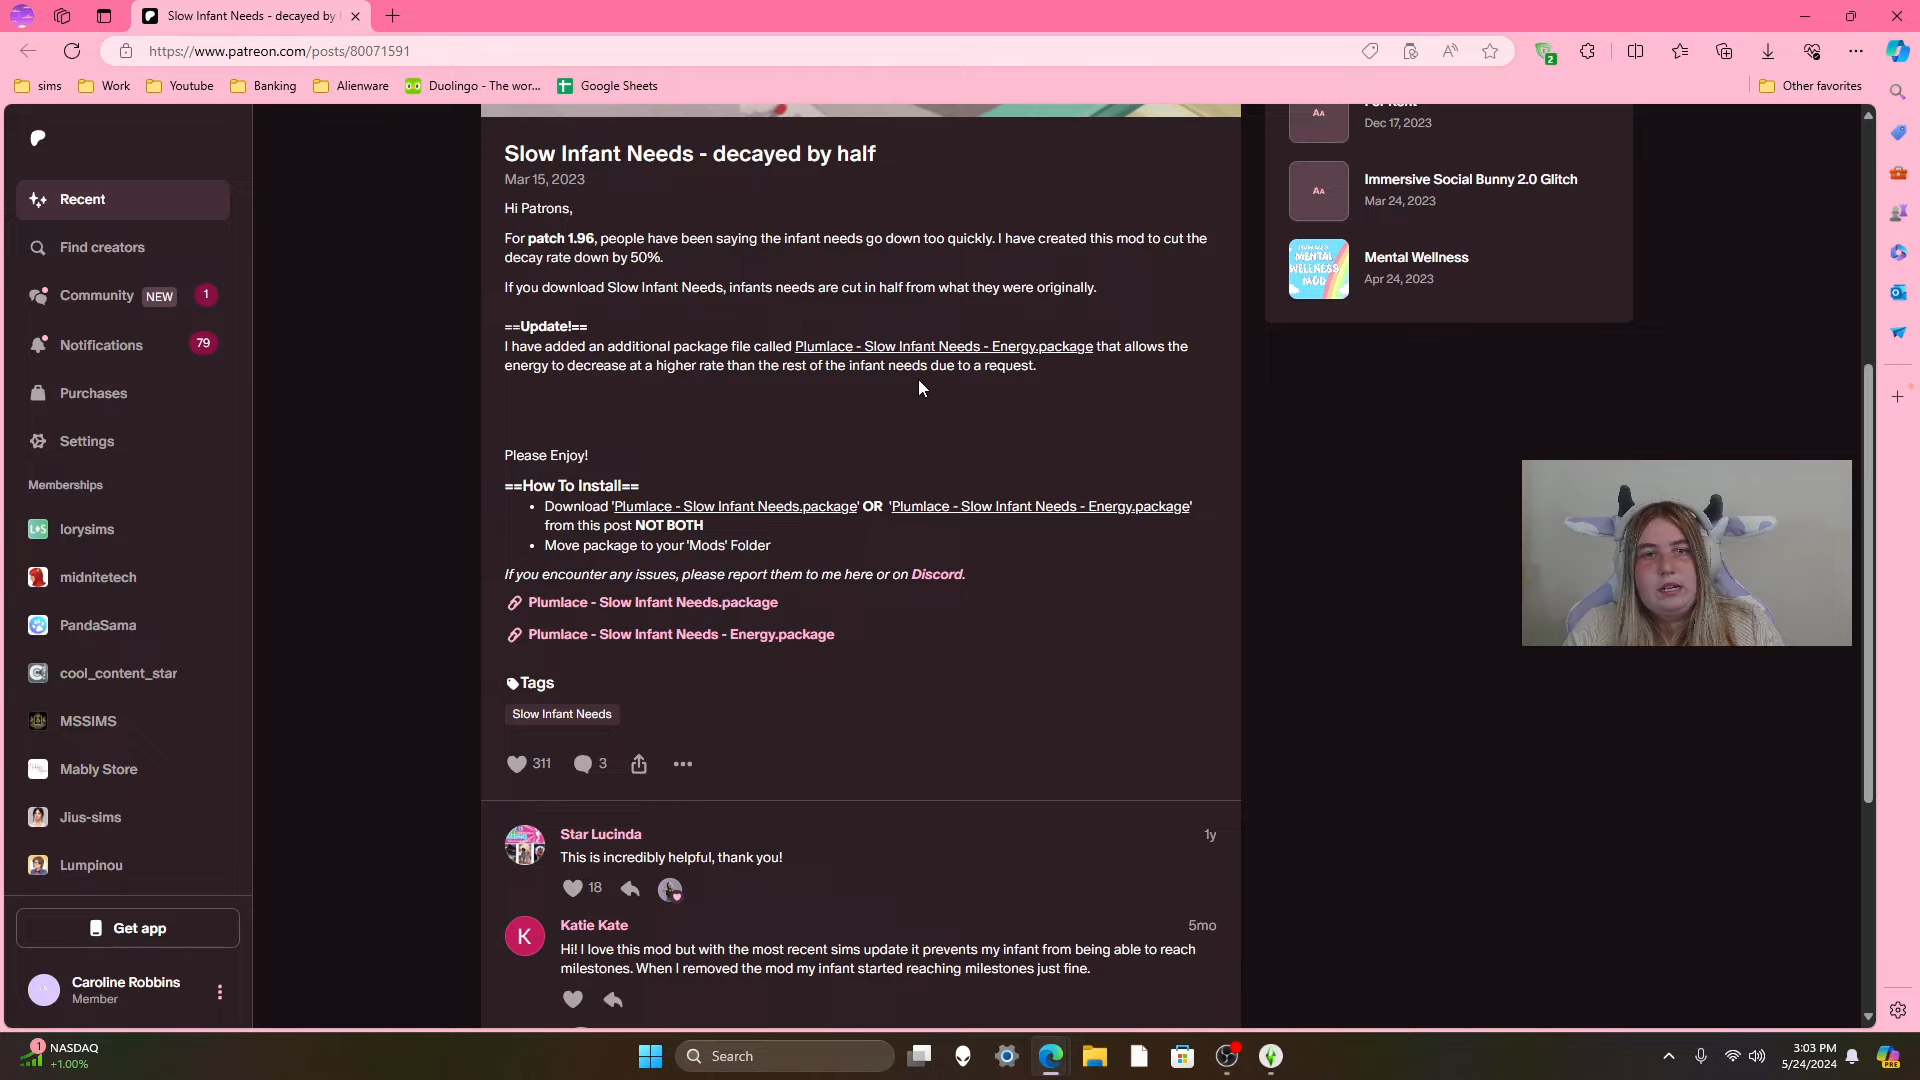 Slow Infant Needs - decayed by
https://www.patreon.com/posts/80071591
2
sims
Work
Youtube
Banking
Alienware
Duolingo - The wor...
Google Sheets
Other favorites
Recent
Find creators
Community NEW 1
Notifications 79
Purchases
Settings
Memberships
lorysims
midnitetech
PandaSama
cool_content_star
MSSIMS
Mably Store
Jius-sims
Lumpinou
Get app
Caroline Robbins
Member
Slow Infant Needs - decayed by half
Mar 15, 2023
Hi Patrons,
For patch 1.96, people have been saying the infant needs go down too quickly. I have created this mod to cut the
decay rate down by 50%.
If you download Slow Infant Needs, infants needs are cut in half from what they were originally.
==Update!==
I have added an additional package file called Plumlace - Slow Infant Needs - Energy.package that allows the
energy to decrease at a higher rate than the rest of the infant needs due to a request.
Please Enjoy!
==How To Install==
• Download 'Plumlace - Slow Infant Needs.package' OR 'Plumlace - Slow Infant Needs - Energy.package'
from this post NOT BOTH
• Move package to your 'Mods' Folder
If you encounter any issues, please report them to me here or on Discord.
Plumlace - Slow Infant Needs.package
Plumlace - Slow Infant Needs - Energy.package
Tags
Slow Infant Needs
311 3
Star Lucinda 1y
This is incredibly helpful, thank you!
18
K
Katie Kate 5mo
Hi! I love this mod but with the most recent sims update it prevents my infant from being able to reach
milestones. When I removed the mod my infant started reaching milestones just fine.
AA
For Rent
Dec 17, 2023
AA
Immersive Social Bunny 2.0 Glitch
Mar 24, 2023
MENTAL
WELLNESS
MOD
Mental Wellness
Apr 24, 2023
1
NASDAQ
+1.00%
Search
3:03 PM
5/24/2024
PRE